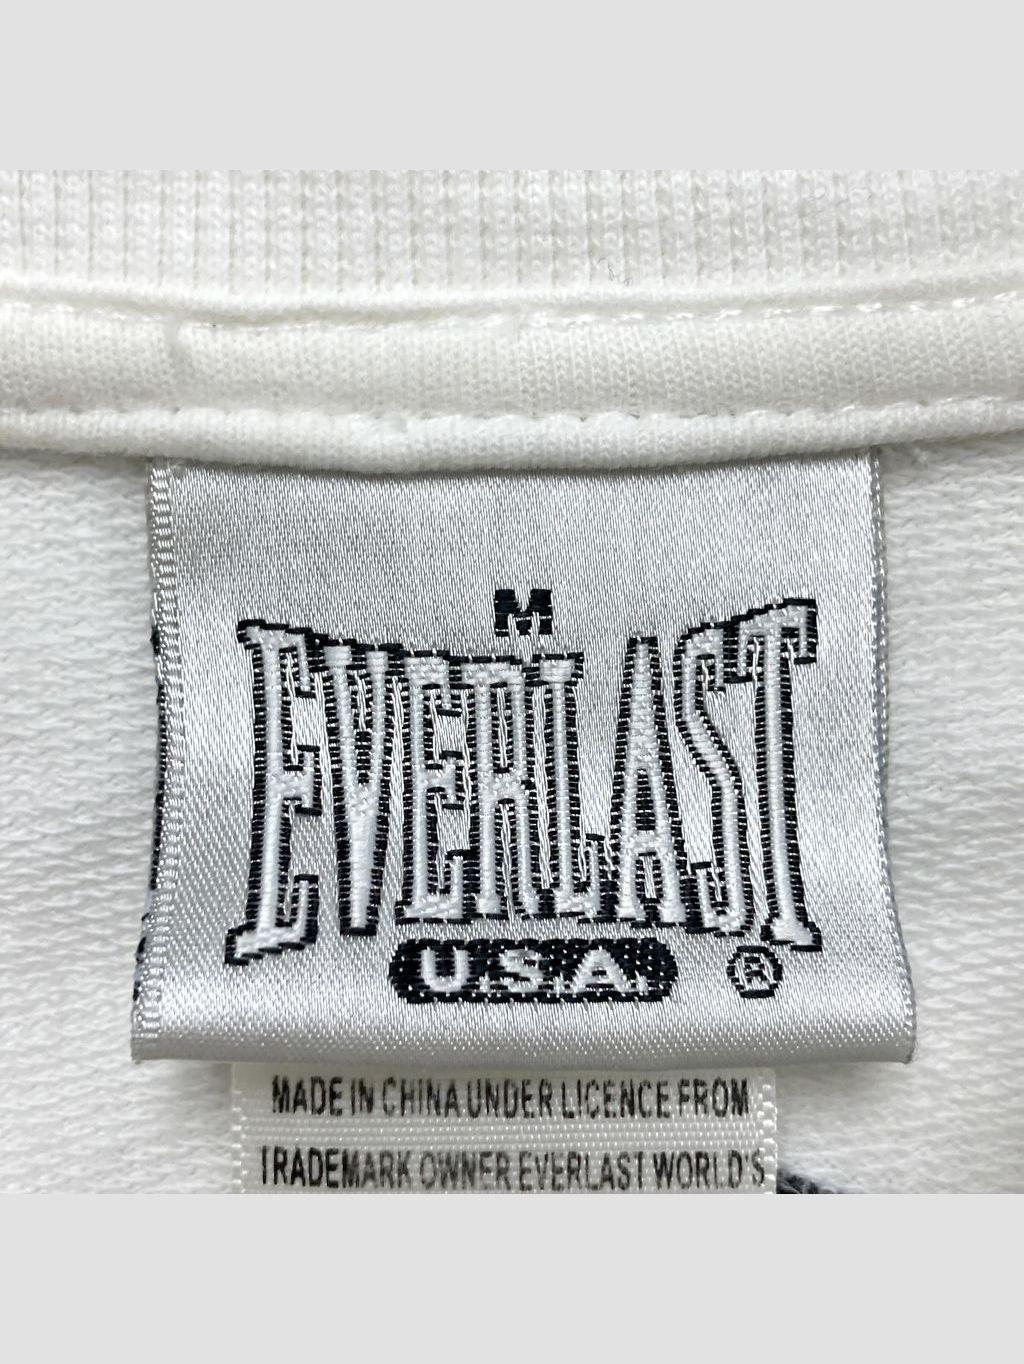 M
EVERLAST
U.S.A. ®
MADE IN CHINA UNDER LICENCE FROM
TRADEMARK OWNER EVERLAST WORLD'S